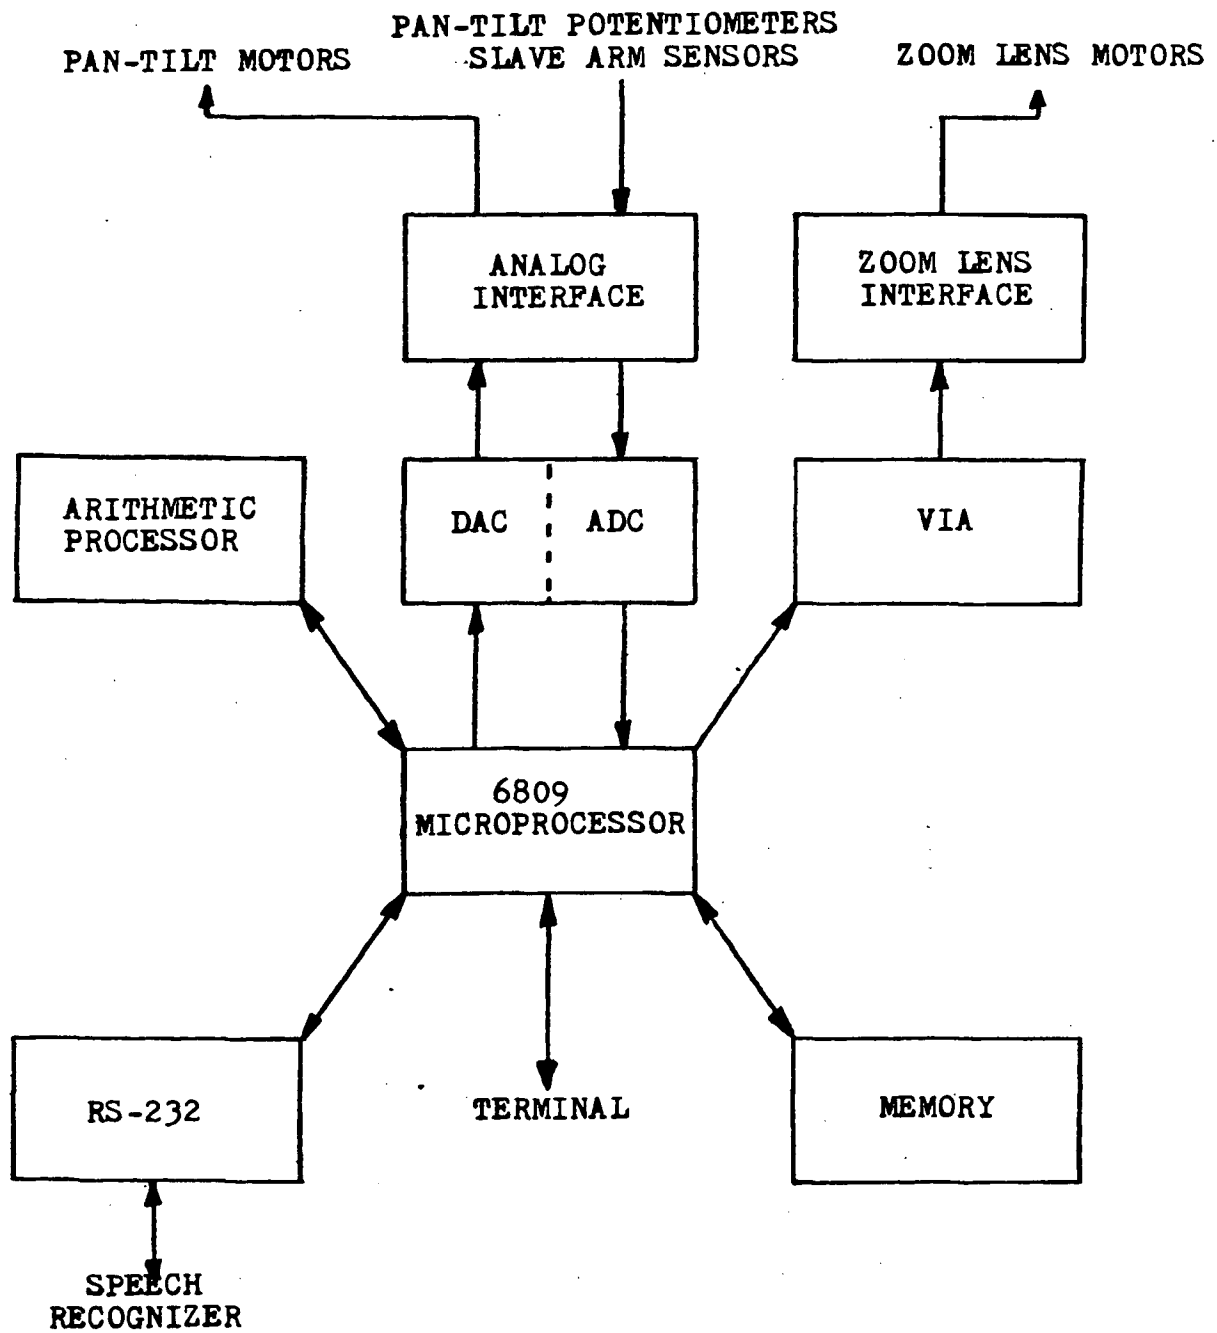 PAN-TILT POTENTIOMETERS
SLAVE ARM SENSORS
PAN-TILT MOTORS
ZOOM LENS MOTORS
ANALOG
INTERFACE
ZOOM LENS
INTERFACE
ARITHMETIC
PROCESSOR
DAC
ADC
VIA
6809
MICROPROCESSOR
RS-232
TERMINAL
MEMORY
SPEECH
RECOGNIZER